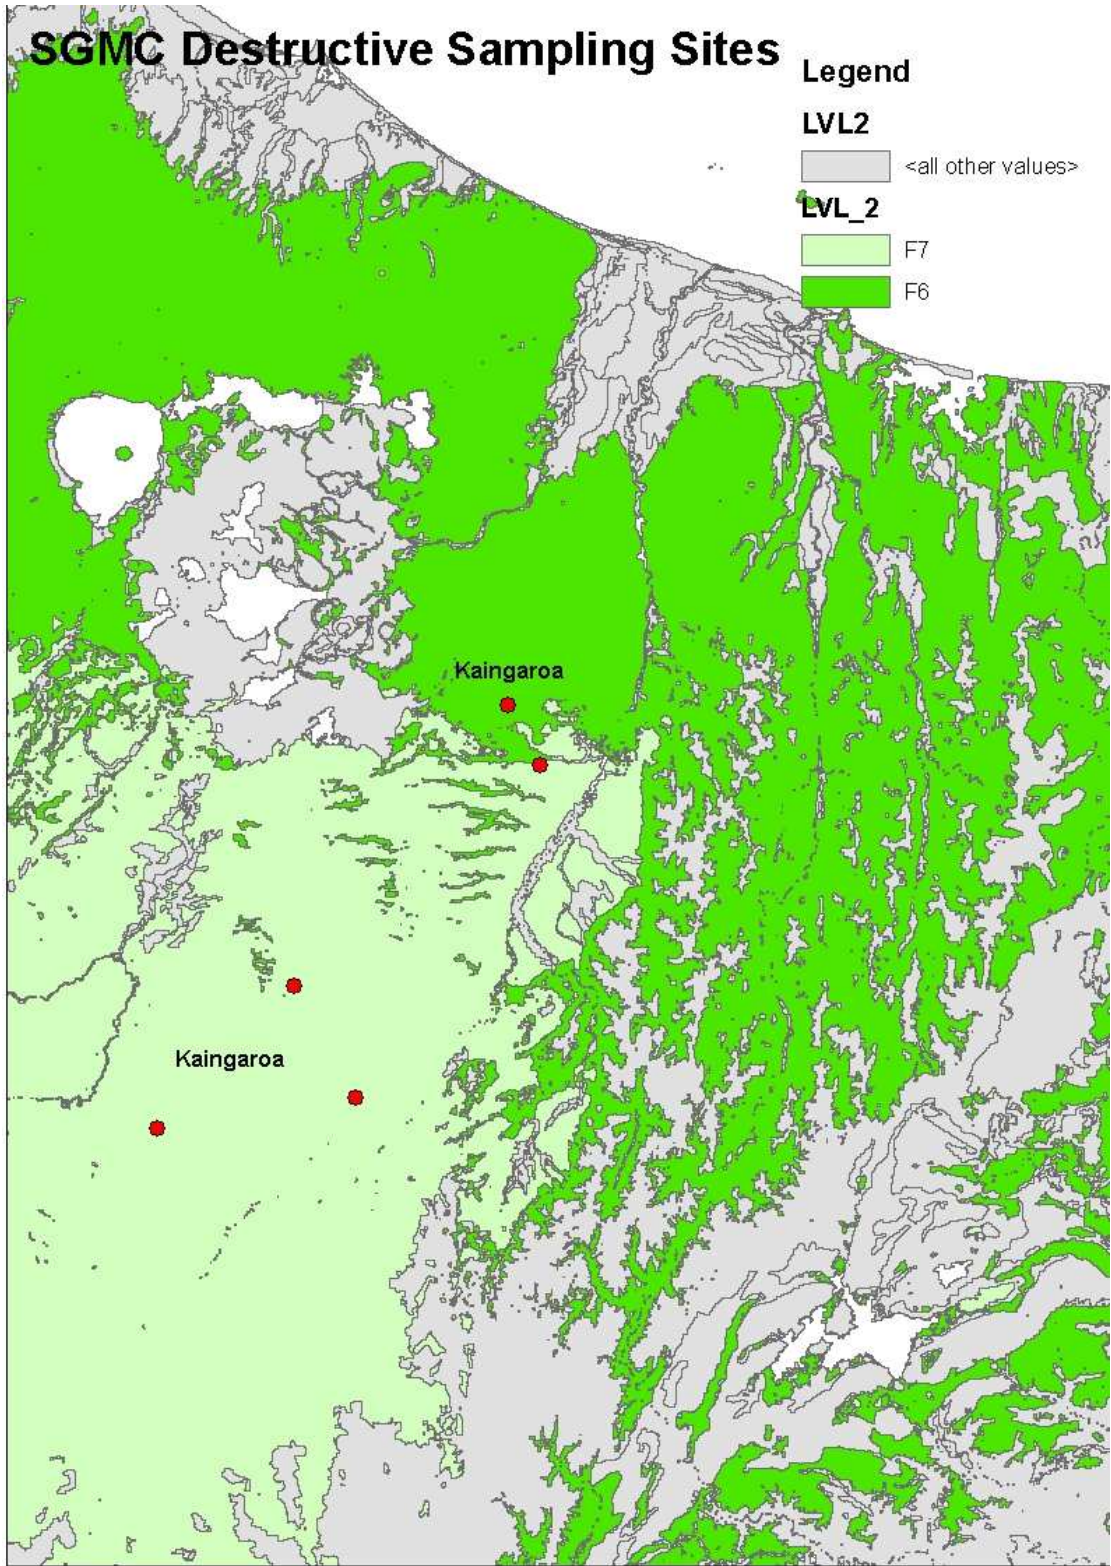 SGMC Destructive Sampling Sites
Legend
LVL2
<all other values>
LVL_2
F7
F6
Kaingaroa
Kaingaroa